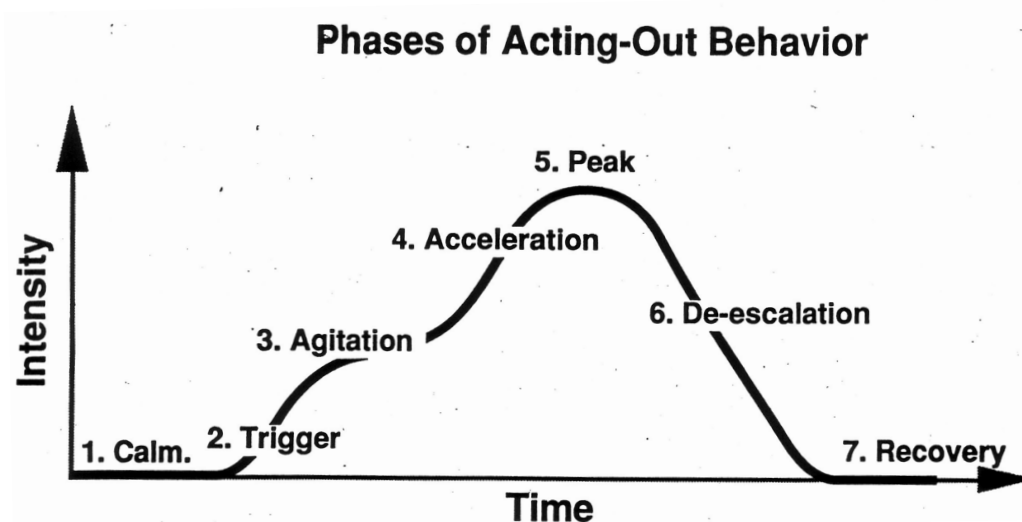 Phases of Acting-Out Behavior
5. Peak
4. Acceleration
6. De-escalation
3. Agitation
2. Trigger
1. Calm.
7. Recovery
Intensity
Time